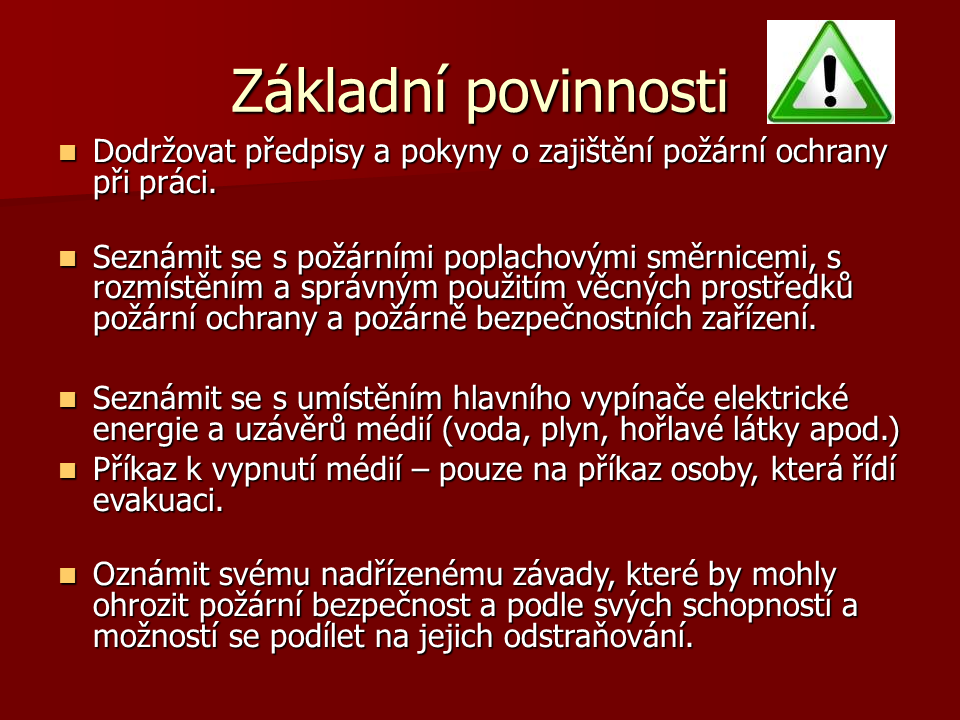 Základní povinnosti
!
Dodržovat předpisy a pokyny o zajištění požární ochrany
při práci.
Seznámit se s požárními poplachovými směrnicemi, s
rozmístěním a správným použitím věcných prostředků
požární ochrany a požárně bezpečnostních zařízení.
Seznámit se s umístěním hlavního vypínače elektrické
energie a uzávěrů médií (voda, plyn, hořlavé látky apod.)
Příkaz k vypnutí médií – pouze na příkaz osoby, která řídí
evakuaci.
Oznámit svému nadřízenému závady, které by mohly
ohrozit požární bezpečnost a podle svých schopností a
možností se podílet na jejich odstraňování.